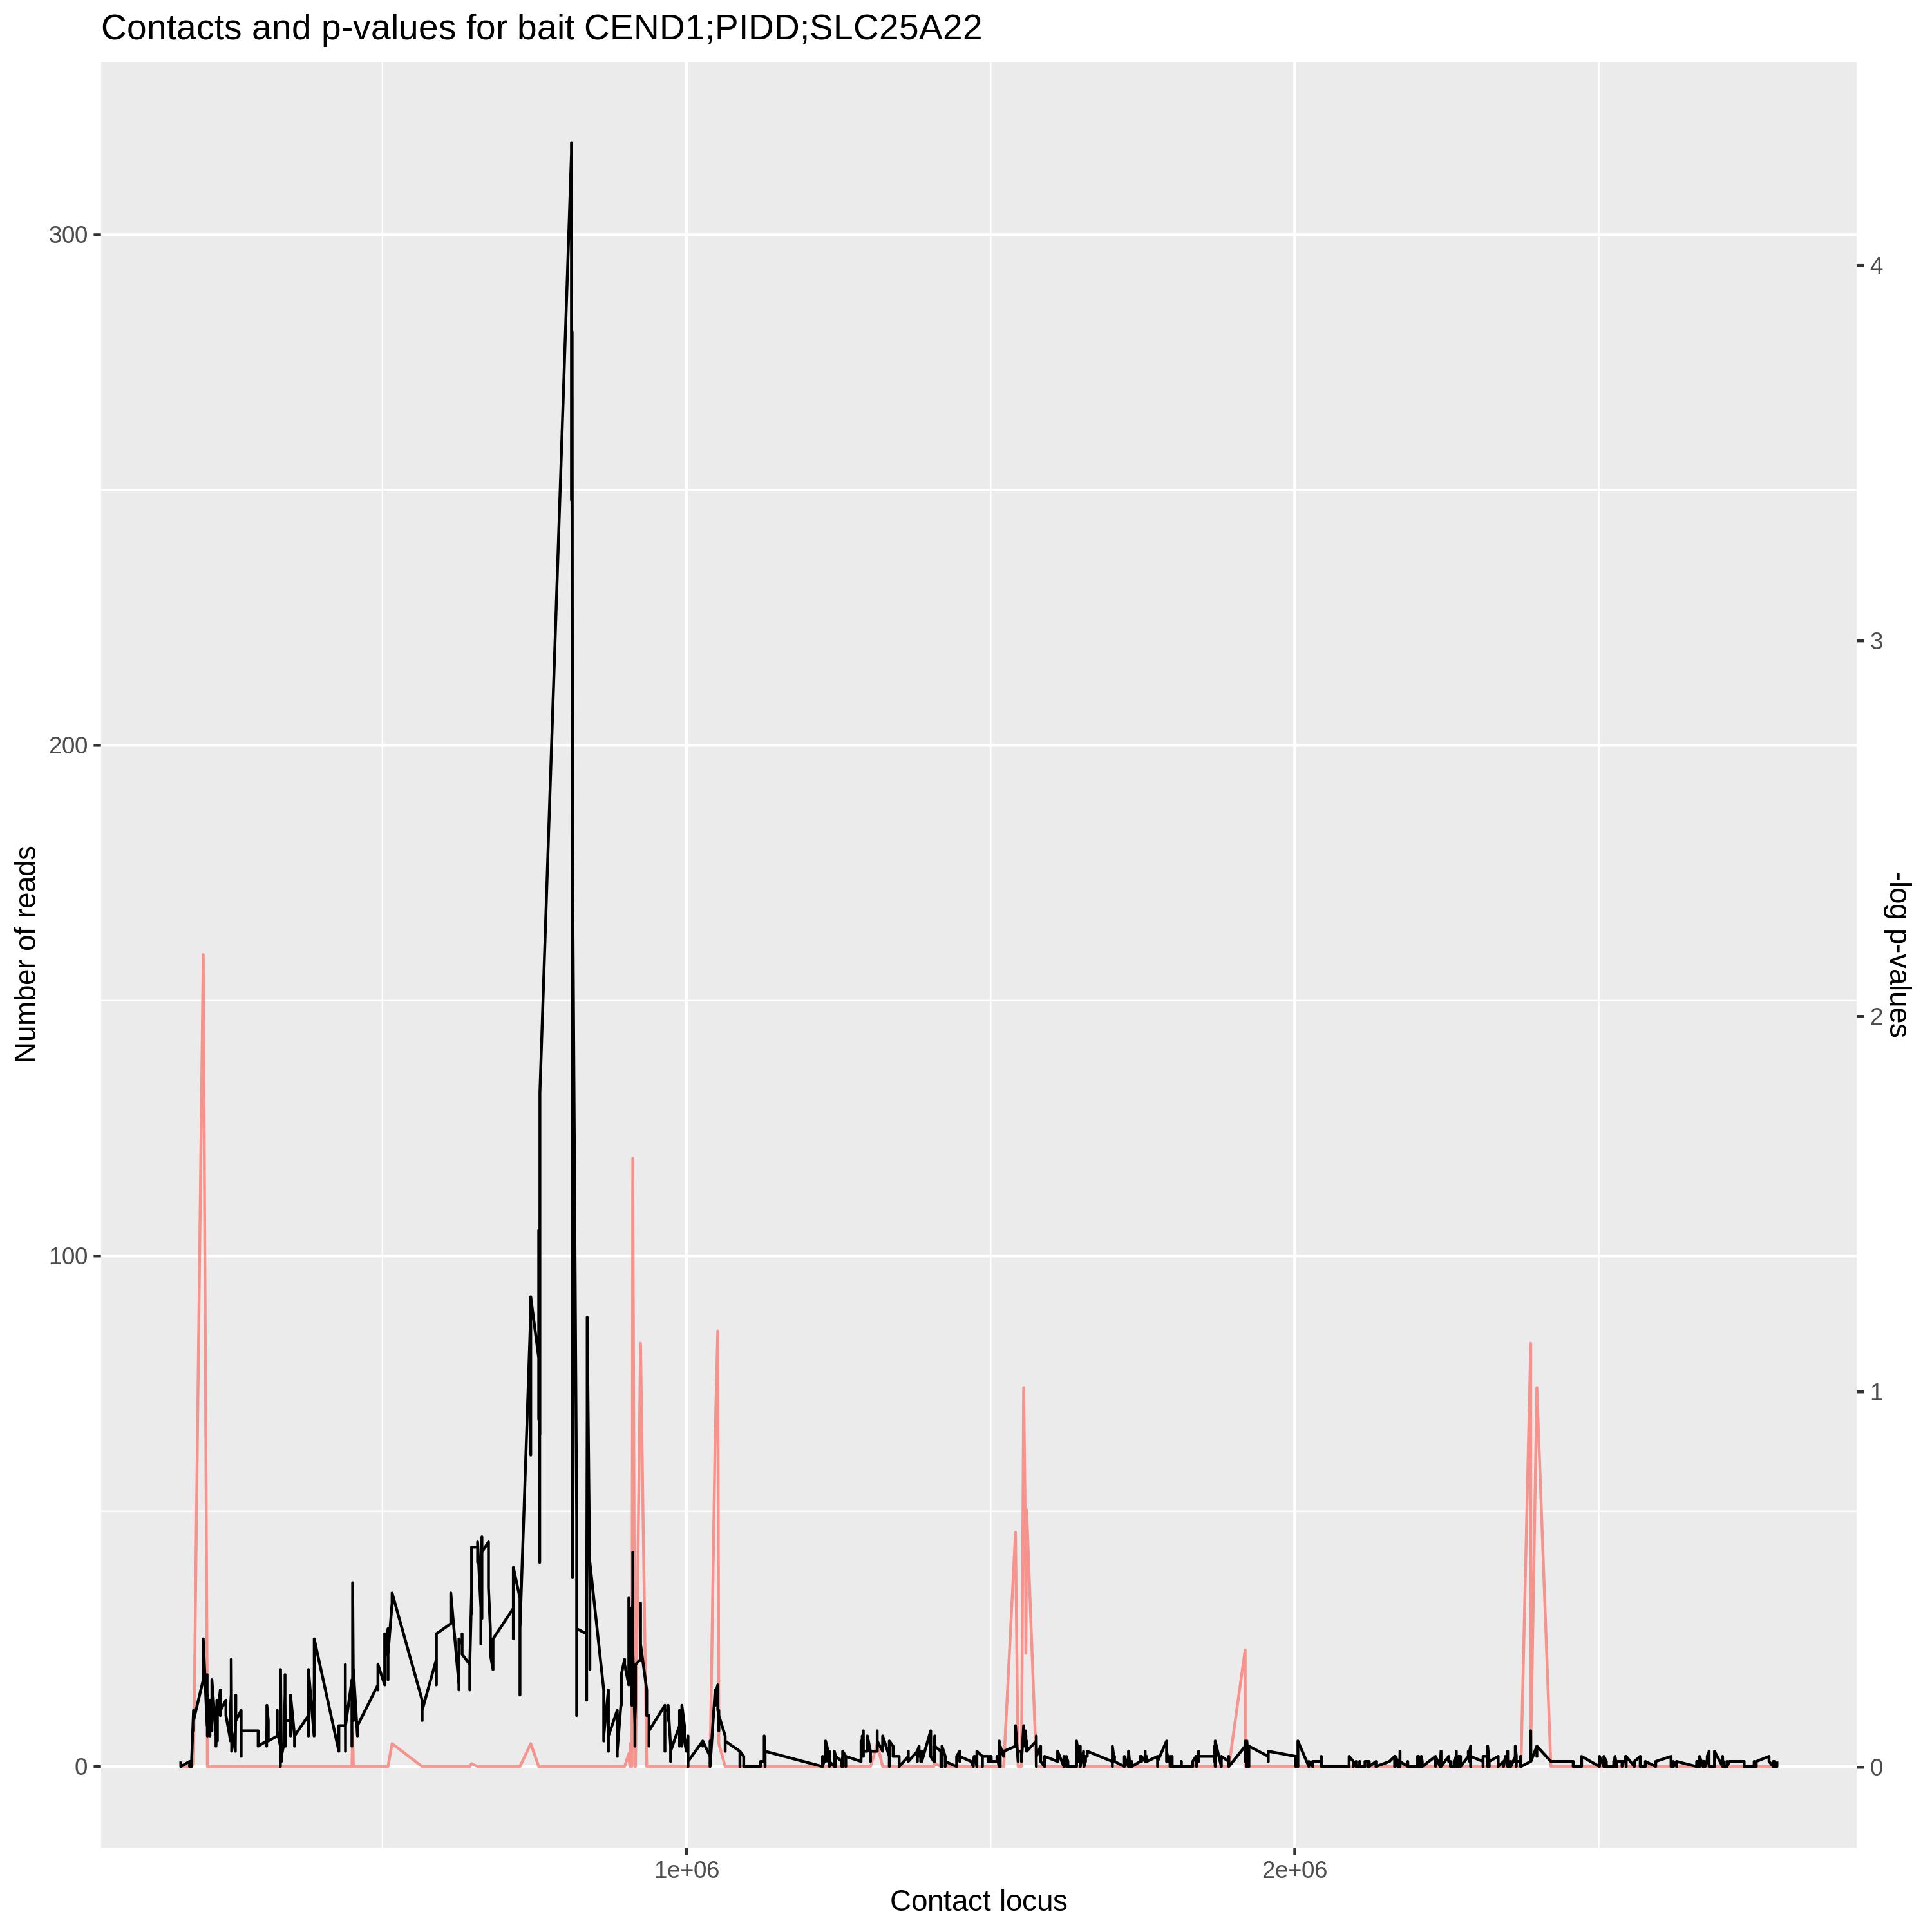 Contacts and p-values for bait CEND1;PIDD;SLC25A22
300
200
100
0
Number of reads
4
3
2
1
0
-log p-values
1e+06
2e+06
Contact locus